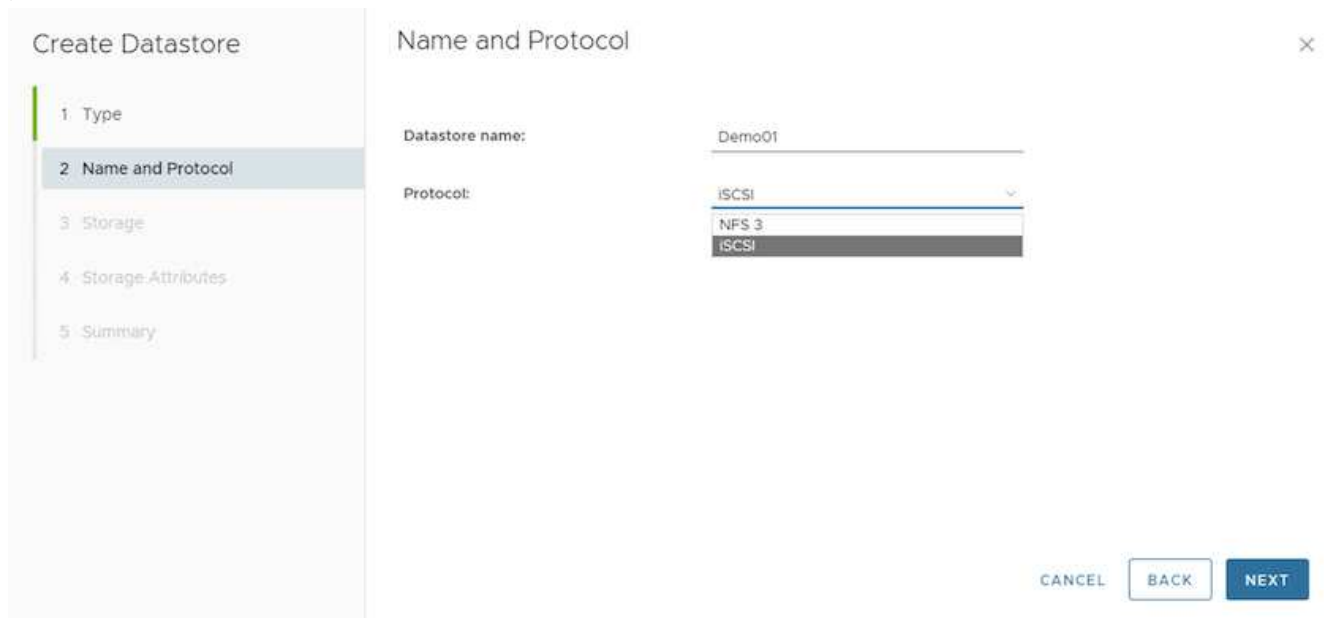 Create Datastore
1 Type
2 Name and Protocol
3 Storage
4 Storage Attributes
5 Summary
Name and Protocol
Datastore name:
Demo01
Protocol:
iSCSI
NFS 3
iSCSI
CANCEL
BACK
NEXT